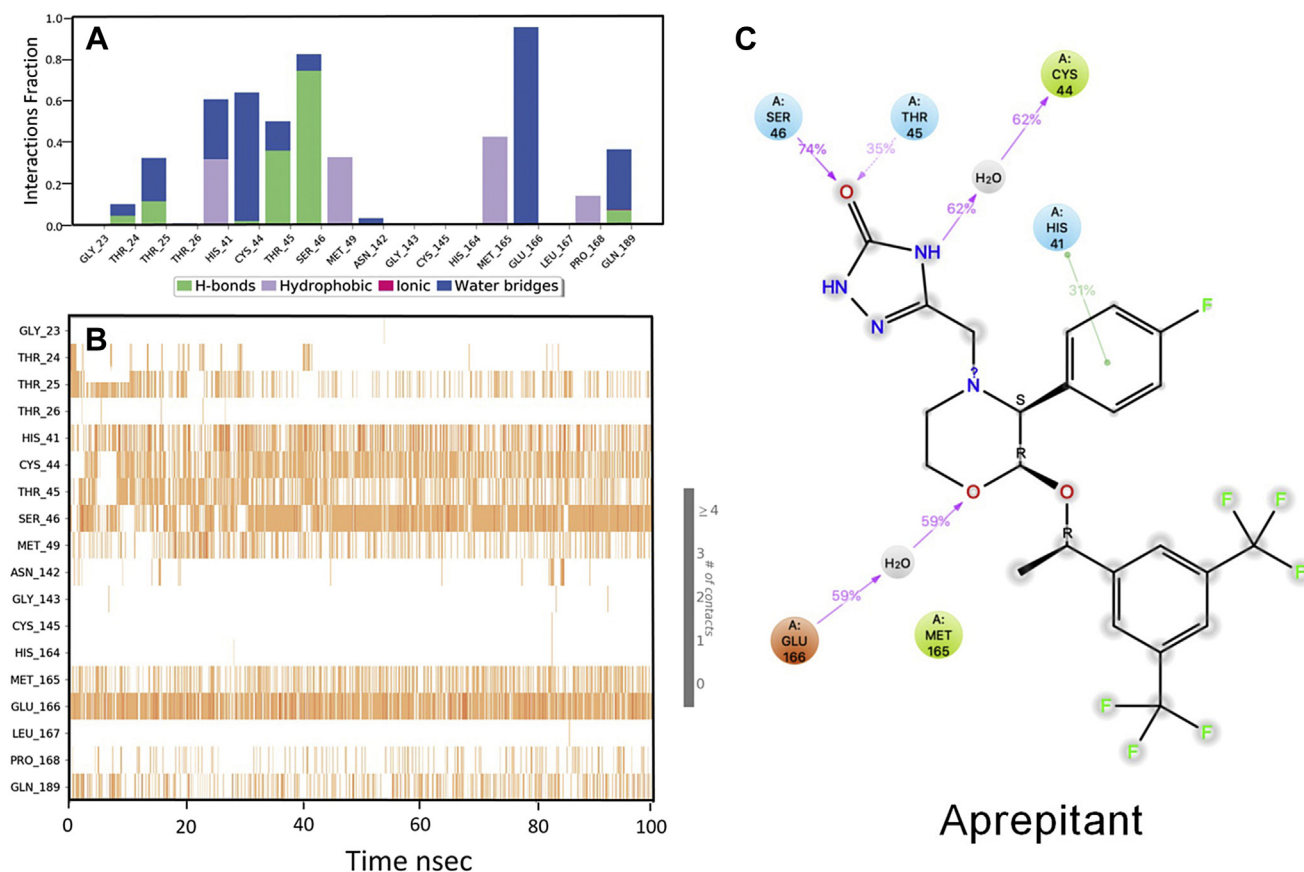 A
Interactions Fraction
1.0
0.8
0.6
0.4
0.2
0.0
GLY_23
THR_24
THR_25
THR_26
HIS_41
CYS_44
THR_45
SER_46
MET_49
ASN_142
GLY_143
CYS_145
HIS_164
MET_165
GLU_166
LEU_167
PRO_168
GLN_189
H-bonds Hydrophobic Ionic Water bridges
B
GLY_23
THR_24
THR_25
THR_26
HIS_41
CYS_44
THR_45
SER_46
MET_49
ASN_142
GLY_143
CYS_145
HIS_164
MET_165
GLU_166
LEU_167
PRO_168
GLN_189
0 20 40 60 80 100
Time nsec
≥4
3
2
1
0
# of contacts
C
A:
SER
46
A:
THR
45
A:
CYS
44
74%
35%
62%
H₂O
62%
A:
HIS
41
31%
O
NH
HN
N
F
?
N
S
R
O
O
59%
H₂O
59%
R
A:
GLU
166
A:
MET
165
F
F
F
F
F
F
Aprepitant